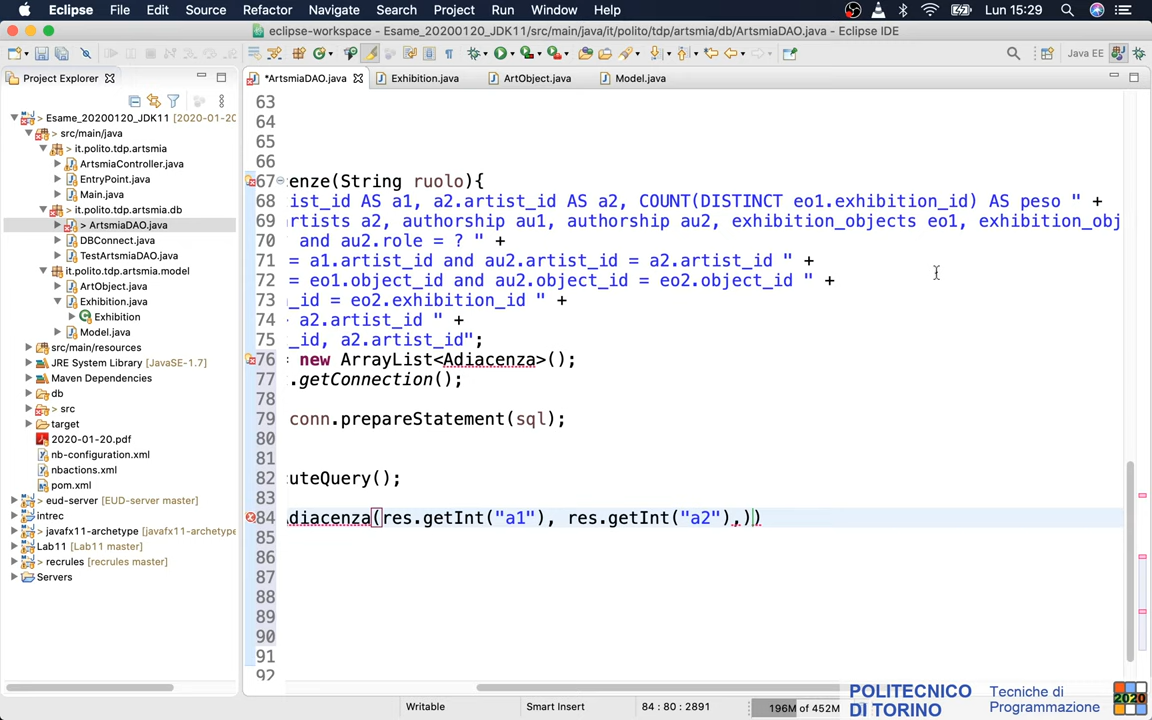 Eclipse File Edit Source Refactor Navigate Search Project Run Window Help Lun 15:29
eclipse-workspace - Esame_20200120_JDK11/src/main/java/it/polito/tdp/artsmia/db/ArtsmiaDAO.java - Eclipse IDE
Java EE
Project Explorer
*ArtsmiaDAO.java Exhibition.java ArtObject.java Model.java
> Esame_20200120_JDK11 [2020-01-20
> src/main/java
> it.polito.tdp.artsmia
ArtsmiaController.java
EntryPoint.java
Main.java
> it.polito.tdp.artsmia.db
> ArtsmiaDAO.java
DBConnect.java
TestArtsmiaDAO.java
it.polito.tdp.artsmia.model
ArtObject.java
Exhibition.java
Exhibition
Model.java
src/main/resources
JRE System Library [JavaSE-1.7]
Maven Dependencies
db
> src
target
2020-01-20.pdf
nb-configuration.xml
nbactions.xml
pom.xml
eud-server [EUD-server master]
intrec
javafx11-archetype [javafx11-archetype
Lab11 [Lab11 master]
recrules [recrules master]
Servers
63
64
65
66
67 enze(String ruolo){
68 ist_id AS a1, a2.artist_id AS a2, COUNT(DISTINCT eo1.exhibition_id) AS peso " +
69 artists a2, authorship au1, authorship au2, exhibition_objects eo1, exhibition_obj
70 " and au2.role = ? " +
71 = a1.artist_id and au2.artist_id = a2.artist_id " +
72 = eo1.object_id and au2.object_id = eo2.object_id " +
73 _id = eo2.exhibition_id " +
74 a2.artist_id " +
75 _id, a2.artist_id";
76 = new ArrayList<Adiacenza>();
77 .getConnection();
78
79 conn.prepareStatement(sql);
80
81
82 cuteQuery();
83
84 Adiacenza(res.getInt("a1"), res.getInt("a2"),))
85
86
87
88
89
90
91
92
Writable Smart Insert 84 : 80 : 2891 196M of 452M
POLITECNICO DI TORINO
Tecniche di Programmazione
2020